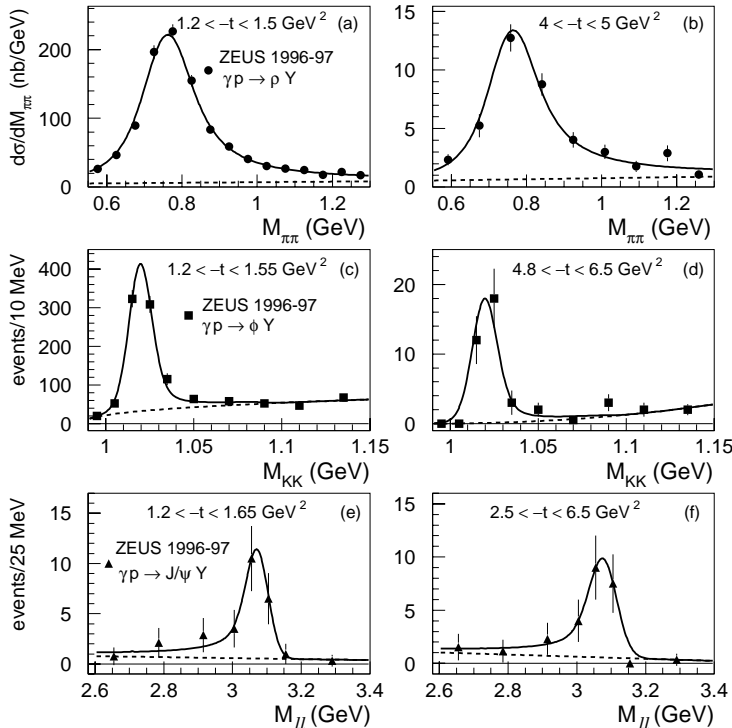 1.2 < –t < 1.5 GeV² (a)
ZEUS 1996-97
γp → ρ Y
dσ/dM_ππ (nb/GeV)
200
100
0
0.6 0.8 1 1.2
M_ππ (GeV)
4 < –t < 5 GeV² (b)
15
10
5
0
0.6 0.8 1 1.2
M_ππ (GeV)
1.2 < –t < 1.55 GeV² (c)
ZEUS 1996-97
γp → ϕ Y
events/10 MeV
400
300
200
100
0
1 1.05 1.1 1.15
M_KK (GeV)
4.8 < –t < 6.5 GeV² (d)
20
10
0
1 1.05 1.1 1.15
M_KK (GeV)
1.2 < –t < 1.65 GeV² (e)
ZEUS 1996-97
γp → J/ψ Y
events/25 MeV
15
10
5
0
2.6 2.8 3 3.2 3.4
M_ll (GeV)
2.5 < –t < 6.5 GeV² (f)
15
10
5
0
2.6 2.8 3 3.2 3.4
M_ll (GeV)